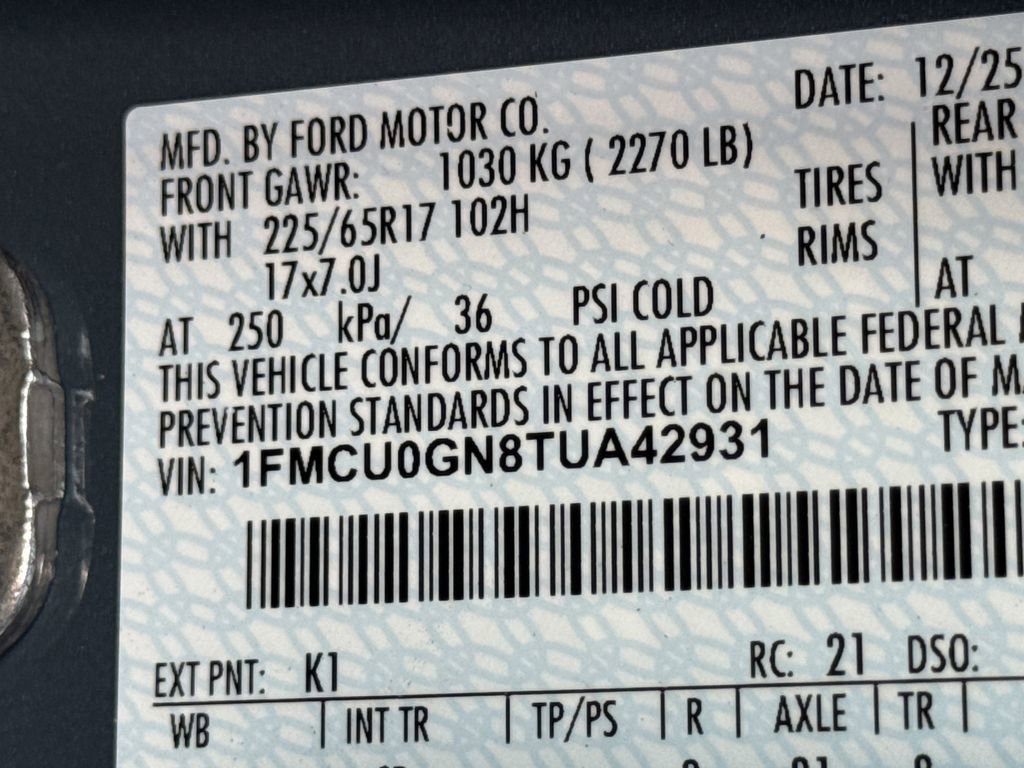 DATE: 12/25
MFD. BY FORD MOTOR CO.
FRONT GAWR: 1030 KG ( 2270 LB) REAR
WITH 225/65R17 102H TIRES WITH
17x7.0J RIMS
AT 250 kPa/ 36 PSI COLD AT
THIS VEHICLE CONFORMS TO ALL APPLICABLE FEDERAL
PREVENTION STANDARDS IN EFFECT ON THE DATE OF
VIN: 1FMCU0GN8TUA42931 TYPE:
EXT PNT: K1 RC: 21 DSO:
WB INT TR TP/PS R AXLE TR